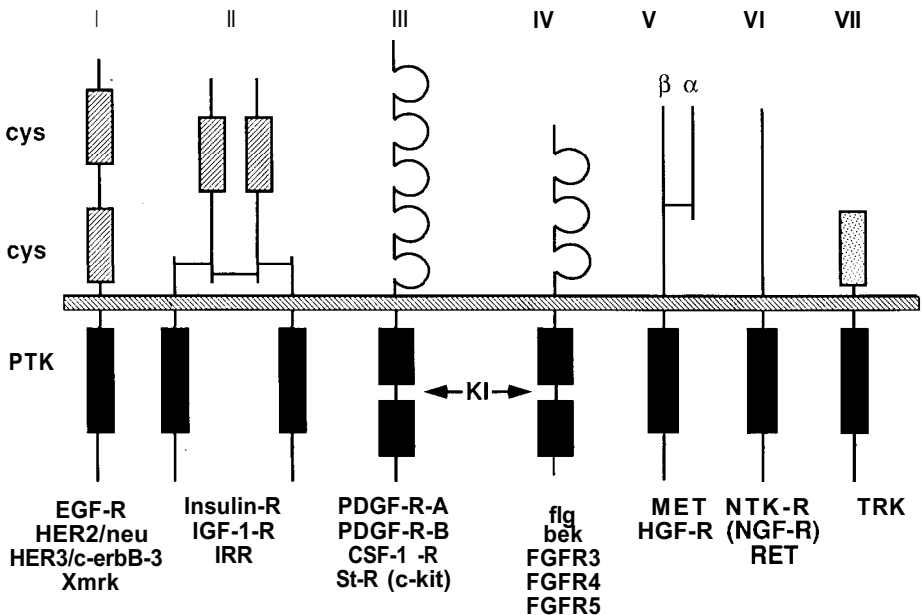 I II III IV V VI VII
β α
cys
cys
PTK
KI
EGF-R
HER2/neu
HER3/c-erbB-3
Xmrk
Insulin-R
IGF-1-R
IRR
PDGF-R-A
PDGF-R-B
CSF-1 -R
St-R (c-kit)
flg
bek
FGFR3
FGFR4
FGFR5
MET
HGF-R
NTK-R
(NGF-R)
RET
TRK